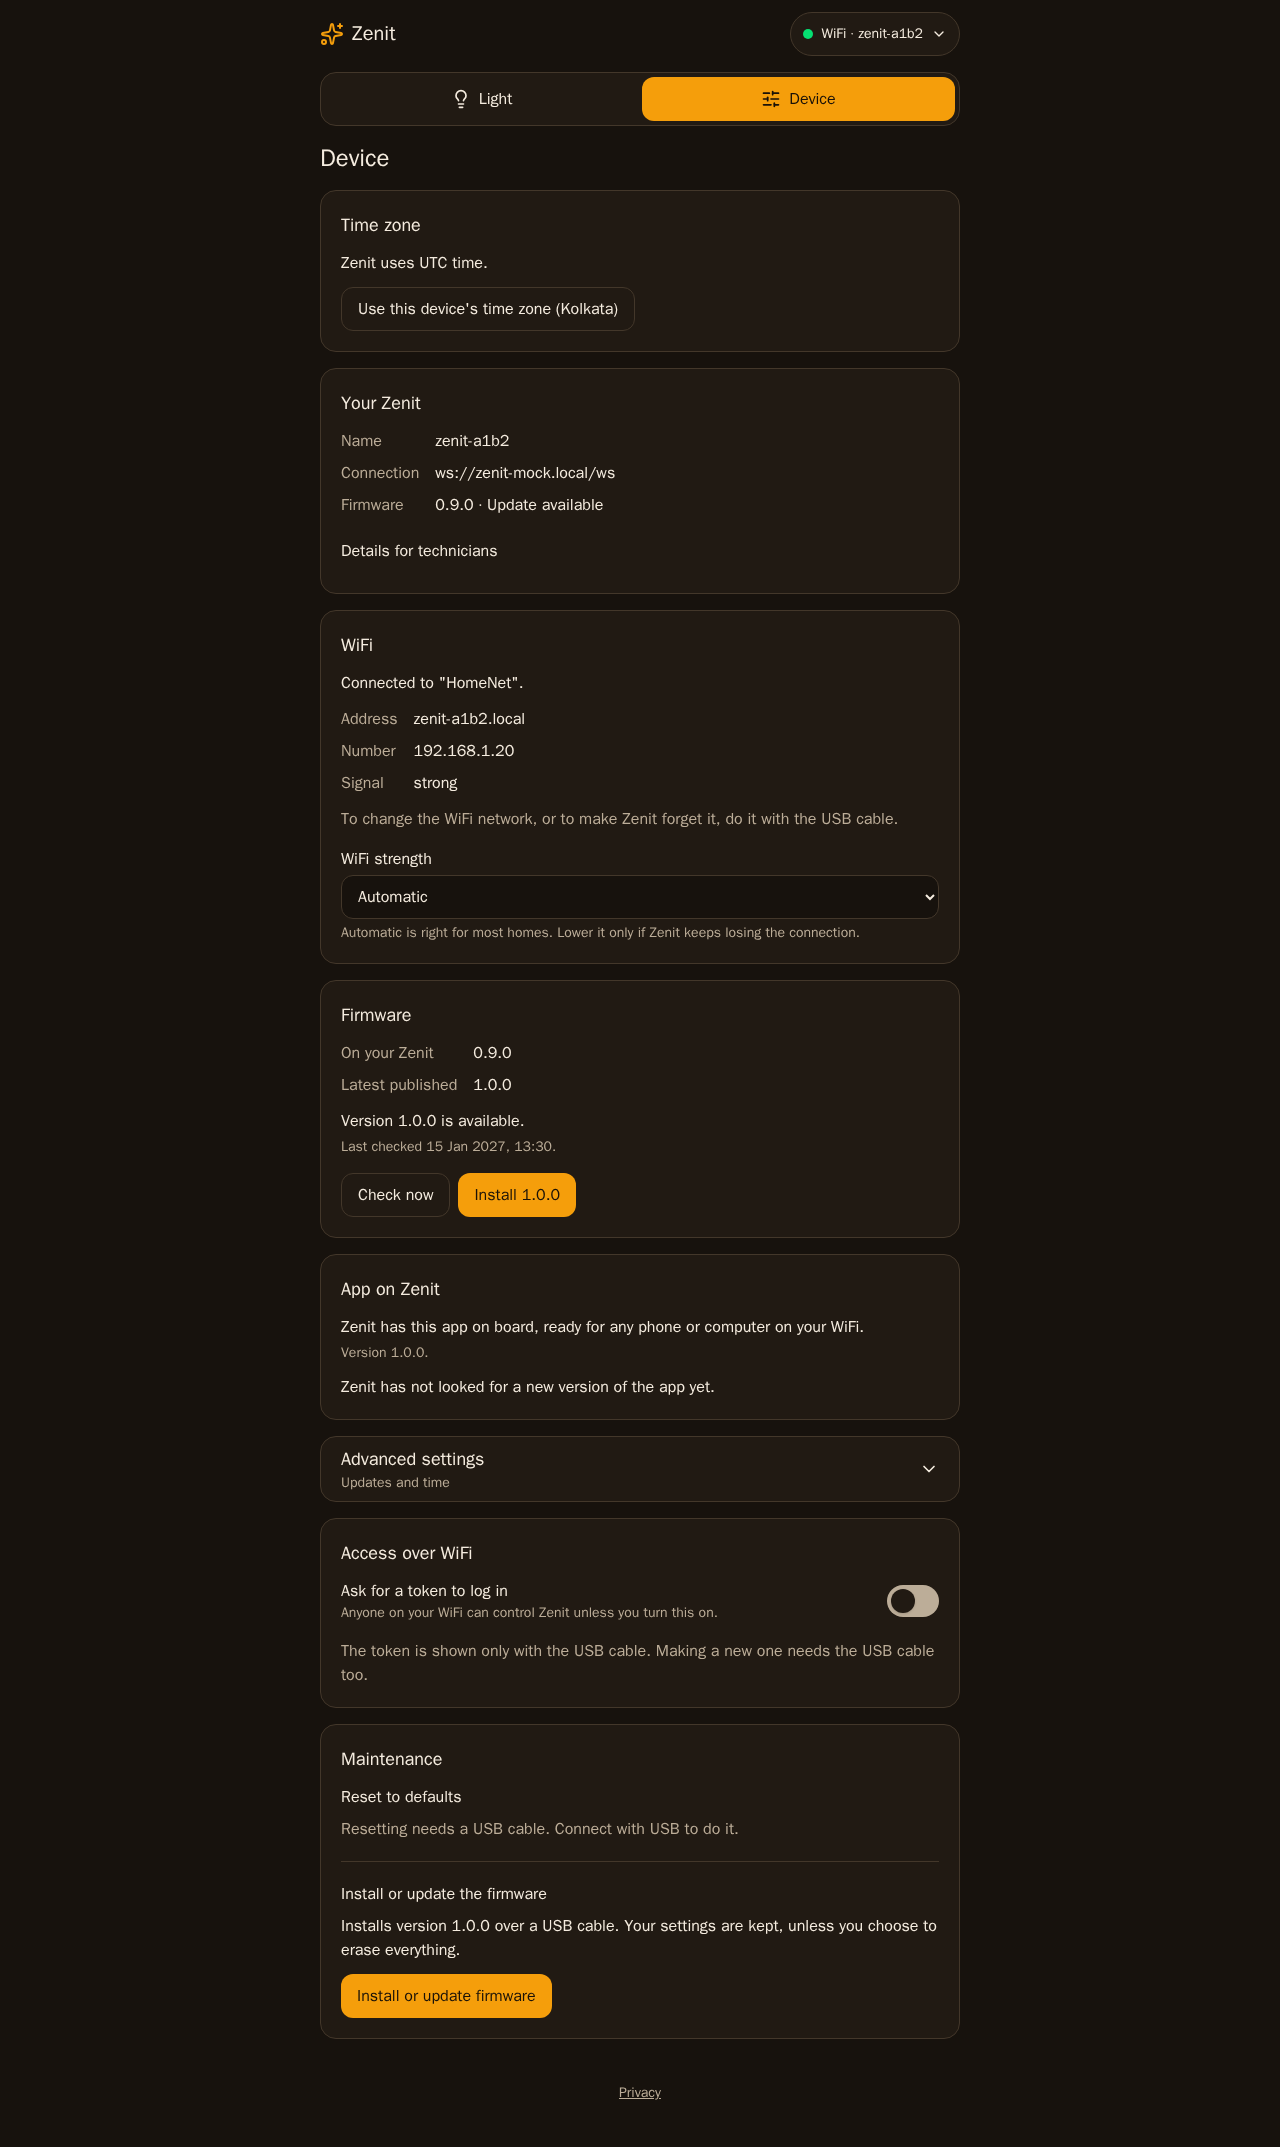 Zenit
WiFi · zenit-a1b2
Light
Device
Device
Time zone
Zenit uses UTC time.
Use this device's time zone (Kolkata)
Your Zenit
Name zenit-a1b2
Connection ws://zenit-mock.local/ws
Firmware 0.9.0 · Update available
Details for technicians
WiFi
Connected to "HomeNet".
Address zenit-a1b2.local
Number 192.168.1.20
Signal strong
To change the WiFi network, or to make Zenit forget it, do it with the USB cable.
WiFi strength
Automatic
Automatic is right for most homes. Lower it only if Zenit keeps losing the connection.
Firmware
On your Zenit 0.9.0
Latest published 1.0.0
Version 1.0.0 is available.
Last checked 15 Jan 2027, 13:30.
Check now
Install 1.0.0
App on Zenit
Zenit has this app on board, ready for any phone or computer on your WiFi.
Version 1.0.0.
Zenit has not looked for a new version of the app yet.
Advanced settings
Updates and time
Access over WiFi
Ask for a token to log in
Anyone on your WiFi can control Zenit unless you turn this on.
The token is shown only with the USB cable. Making a new one needs the USB cable
too.
Maintenance
Reset to defaults
Resetting needs a USB cable. Connect with USB to do it.
Install or update the firmware
Installs version 1.0.0 over a USB cable. Your settings are kept, unless you choose to
erase everything.
Install or update firmware
Privacy